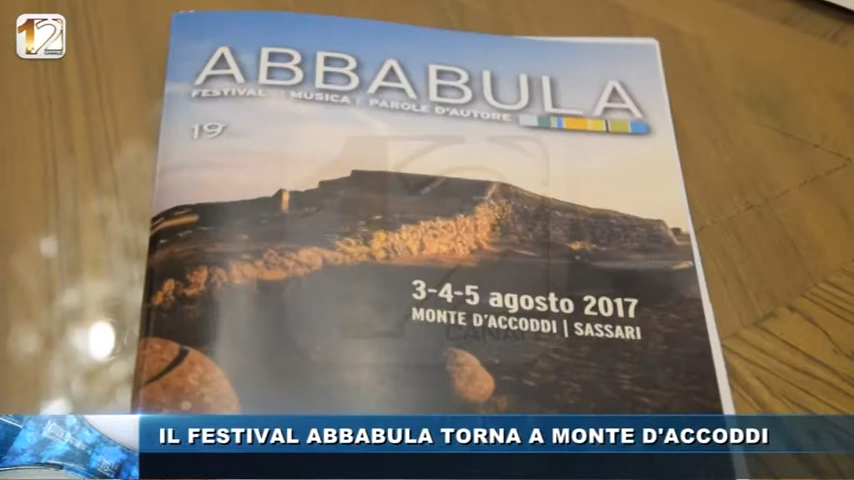 12
ABBABULA
FESTIVAL DI MUSICA E PAROLE D'AUTORE
19°
3-4-5 agosto 2017
MONTE D'ACCODDI | SASSARI
IL FESTIVAL ABBABULA TORNA A MONTE D'ACCODDI